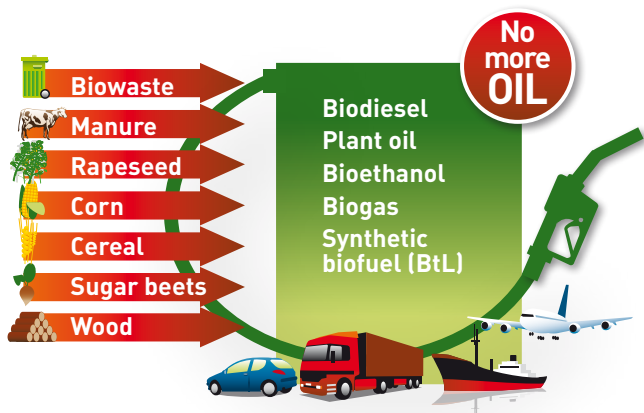 Biowaste
Manure
Rapeseed
Corn
Cereal
Sugar beets
Wood
Biodiesel
Plant oil
Bioethanol
Biogas
Synthetic
biofuel (BtL)
No
more
OIL